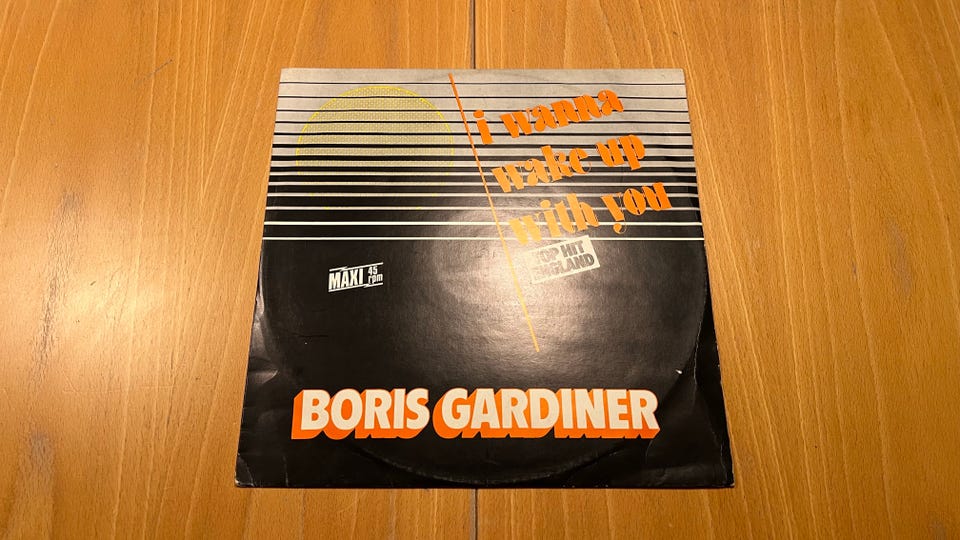 i wanna
wake up
with you
TOP HIT
ENGLAND
MAXI 45
rpm
BORIS GARDINER